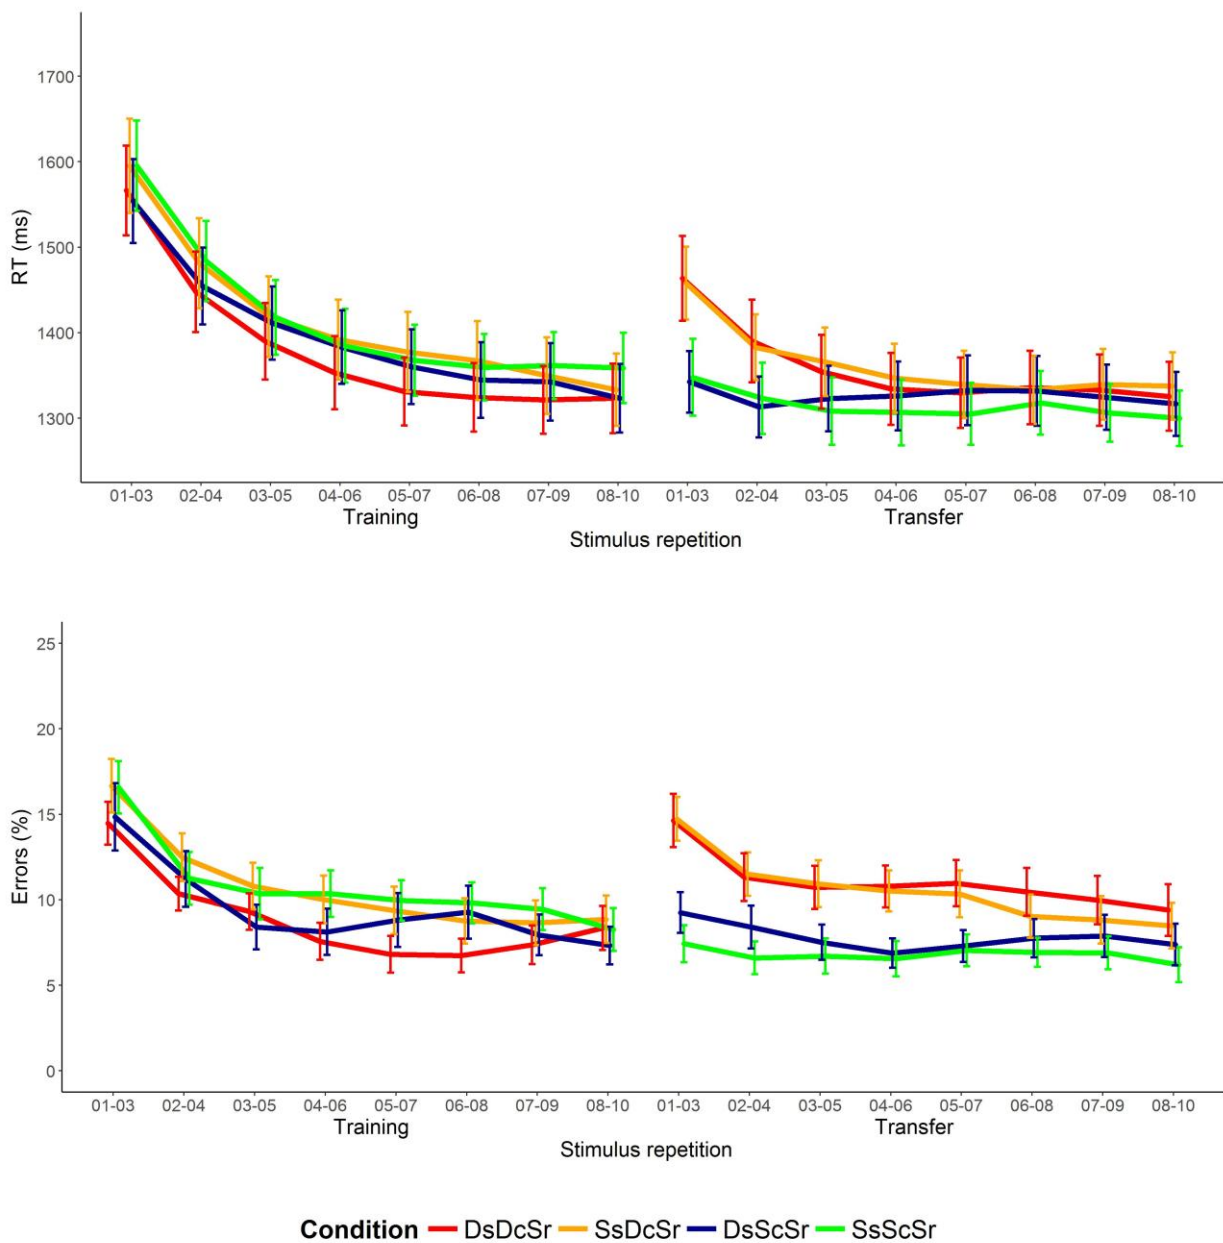 1700
1600
1500
1400
1300
RT (ms)
01-03 02-04 03-05 04-06 05-07 06-08 07-09 08-10 01-03 02-04 03-05 04-06 05-07 06-08 07-09 08-10
Training Transfer
Stimulus repetition
25
20
15
10
5
0
Errors (%)
01-03 02-04 03-05 04-06 05-07 06-08 07-09 08-10 01-03 02-04 03-05 04-06 05-07 06-08 07-09 08-10
Training Transfer
Stimulus repetition
Condition DsDcSr SsDcSr DsScSr SsScSr